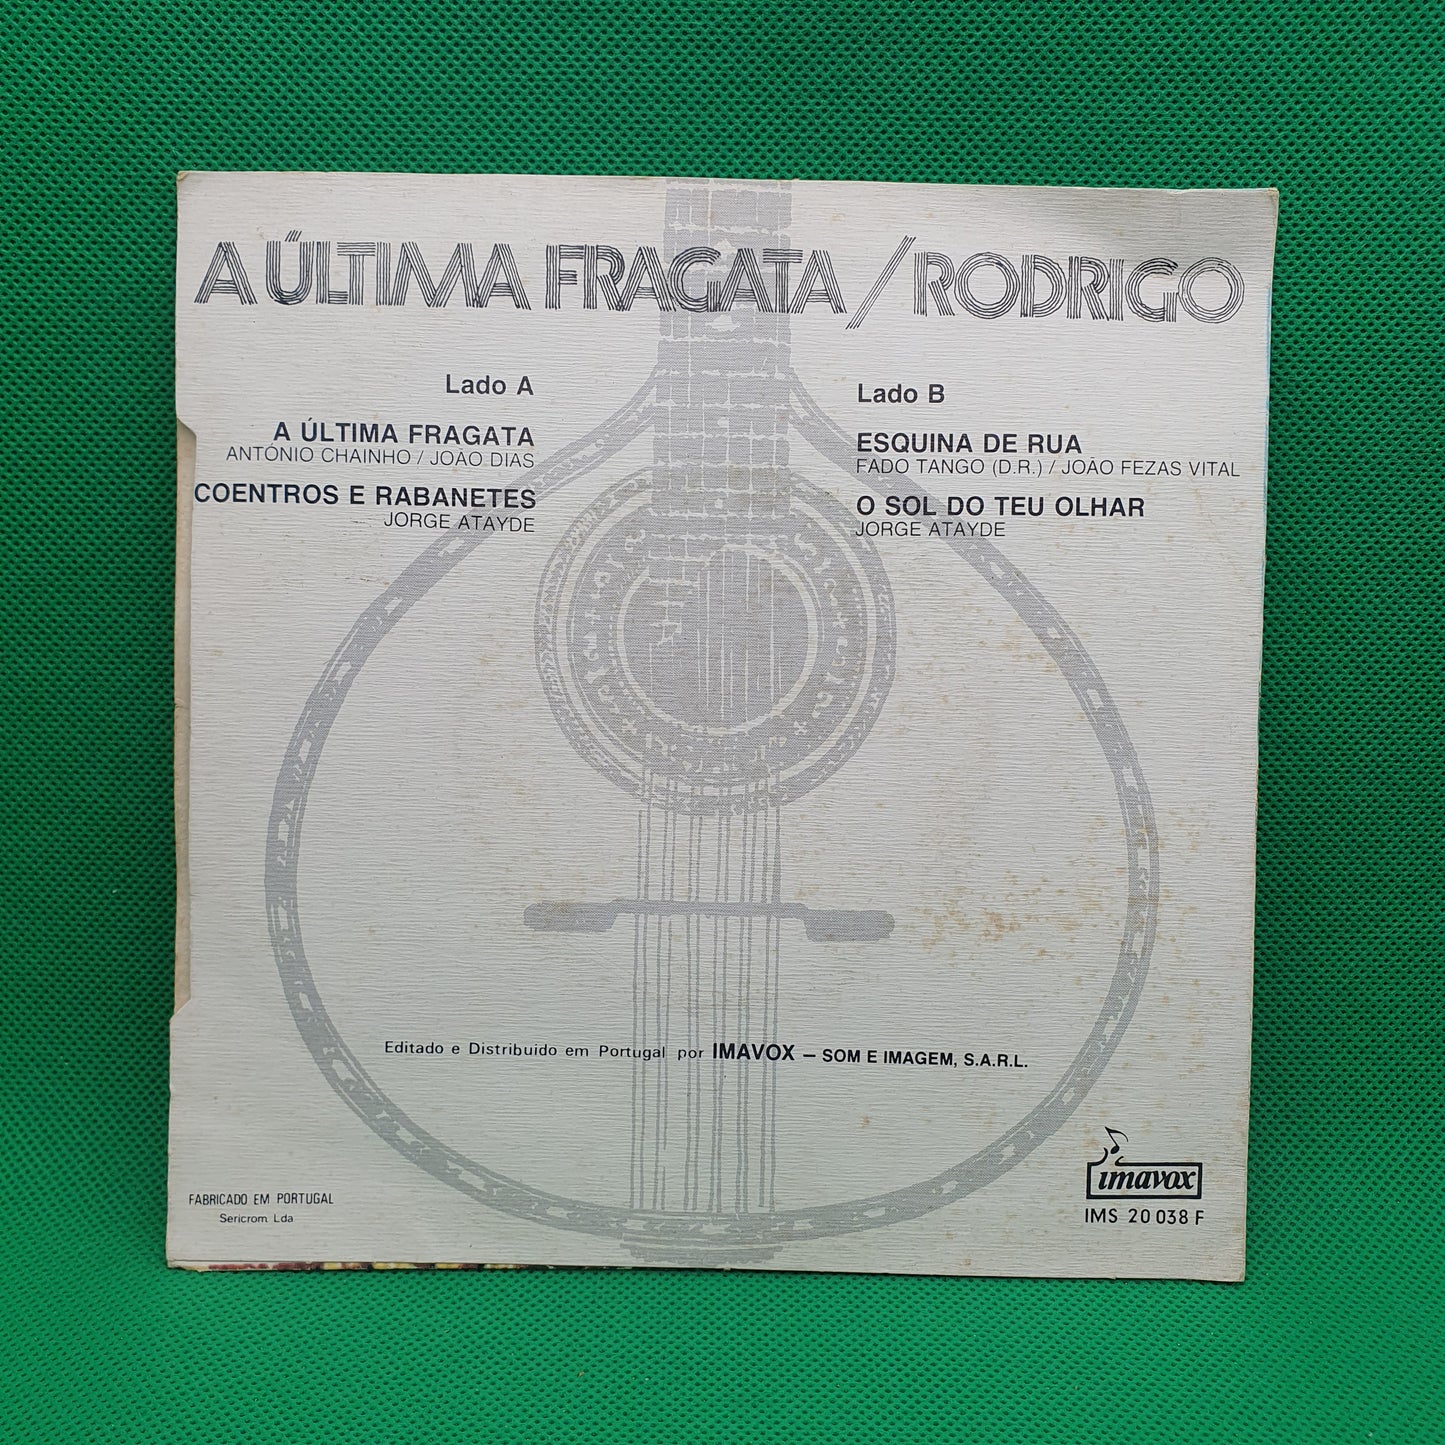 A ÚLTIMA FRAGATA / RODRIGO
Lado A
A ÚLTIMA FRAGATA
ANTÓNIO CHAINHO / JOÃO DIAS
COENTROS E RABANETES
JORGE ATAYDE
Lado B
ESQUINA DE RUA
FADO TANGO (D.R.) / JOÃO FEZAS VITAL
O SOL DO TEU OLHAR
JORGE ATAYDE
Editado e Distribuido em Portugal por IMAVOX – SOM E IMAGEM, S.A.R.L.
FABRICADO EM PORTUGAL
Sericrom Lda
imavox
IMS 20 038 F